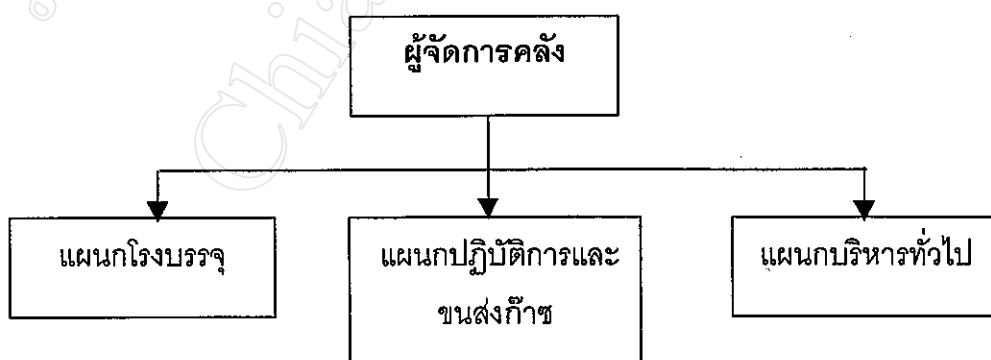 ผู้จัดการคลัง
แผนกโรงบรรจุ
แผนกปฏิบัติการและ
ขนส่งก๊าซ
แผนกบริหารทั่วไป